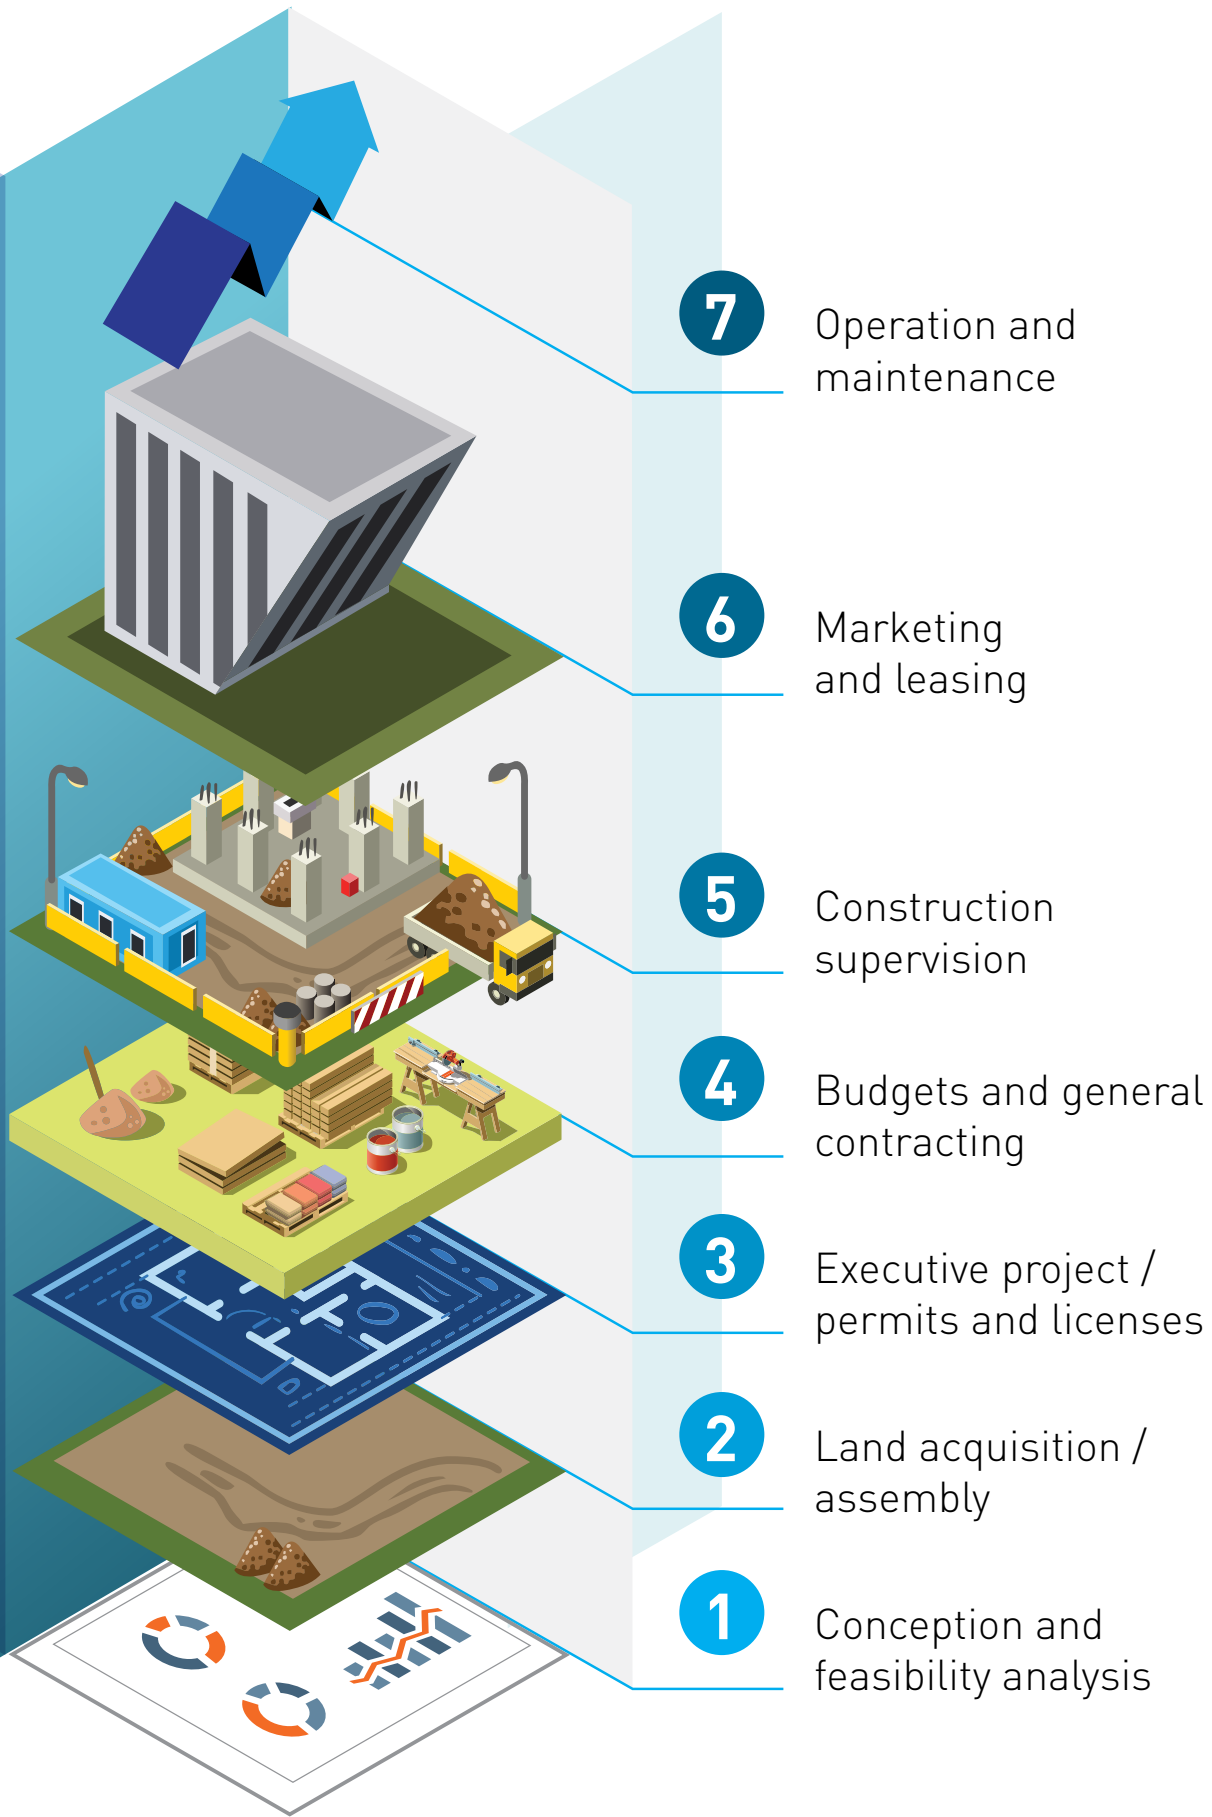 7
Operation and
maintenance
6
Marketing
and leasing
5
Construction
supervision
4
Budgets and general
contracting
3
Executive project /
permits and licenses
2
Land acquisition /
assembly
1
Conception and
feasibility analysis